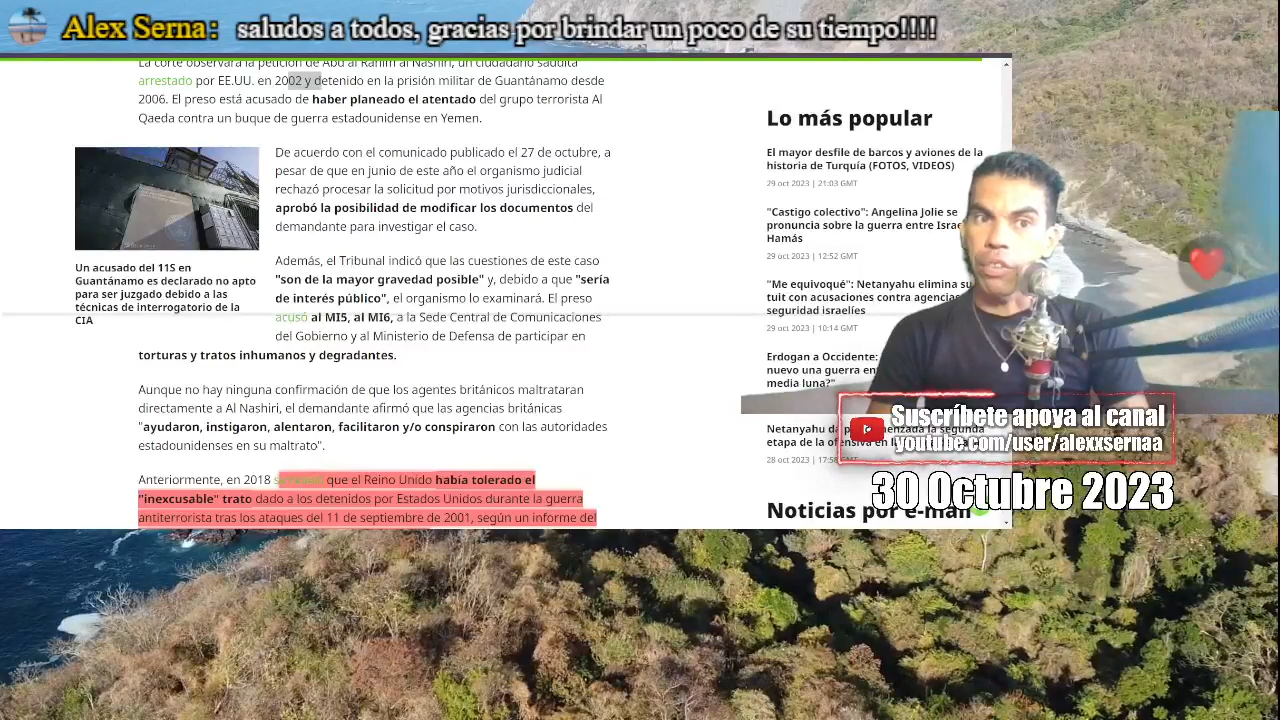 Alex Serna: saludos a todos, gracias por brindar un poco de su tiempo!!!!
La corte observará la petición de Abd al Rahim al Nashiri, un ciudadano saudita
arrestado por EE.UU. en 2002 y detenido en la prisión militar de Guantánamo desde
2006. El preso está acusado de haber planeado el atentado del grupo terrorista Al
Qaeda contra un buque de guerra estadounidense en Yemen.
De acuerdo con el comunicado publicado el 27 de octubre, a
pesar de que en junio de este año el organismo judicial
rechazó procesar la solicitud por motivos jurisdiccionales,
aprobó la posibilidad de modificar los documentos del
demandante para investigar el caso.
Un acusado del 11S en
Guantánamo es declarado no apto
para ser juzgado debido a las
técnicas de interrogatorio de la
CIA
Además, el Tribunal indicó que las cuestiones de este caso
"son de la mayor gravedad posible" y, debido a que "sería
de interés público", el organismo lo examinará. El preso
acusó al MI5, al MI6, a la Sede Central de Comunicaciones
del Gobierno y al Ministerio de Defensa de participar en
torturas y tratos inhumanos y degradantes.
Aunque no hay ninguna confirmación de que los agentes británicos maltrataran
directamente a Al Nashiri, el demandante afirmó que las agencias británicas
"ayudaron, instigaron, alentaron, facilitaron y/o conspiraron con las autoridades
estadounidenses en su maltrato".
Anteriormente, en 2018 que el Reino Unido había tolerado el
"inexcusable" trato dado a los detenidos por Estados Unidos durante la guerra
antiterrorista tras los ataques del 11 de septiembre de 2001, según un informe del
Lo más popular
El mayor desfile de barcos y aviones de la
historia de Turquía (FOTOS, VIDEOS)
29 oct 2023 | 21:03 GMT
"Castigo colectivo": Angelina Jolie se
pronuncia sobre la guerra entre Israe
Hamás
29 oct 2023 | 12:52 GMT
"Me equivoqué": Netanyahu elimina su
tuit con acusaciones contra agencias
seguridad israelíes
29 oct 2023 | 10:14 GMT
Erdogan a Occidente:
nuevo una guerra en
media luna?"
Netanyahu da por comenzada la segunda
etapa de la ofensiva en la
28 oct 2023 | 17:58 GMT
Suscríbete apoya al canal
youtube.com/user/alexxsernaa
30 Octubre 2023
Noticias por e-mail